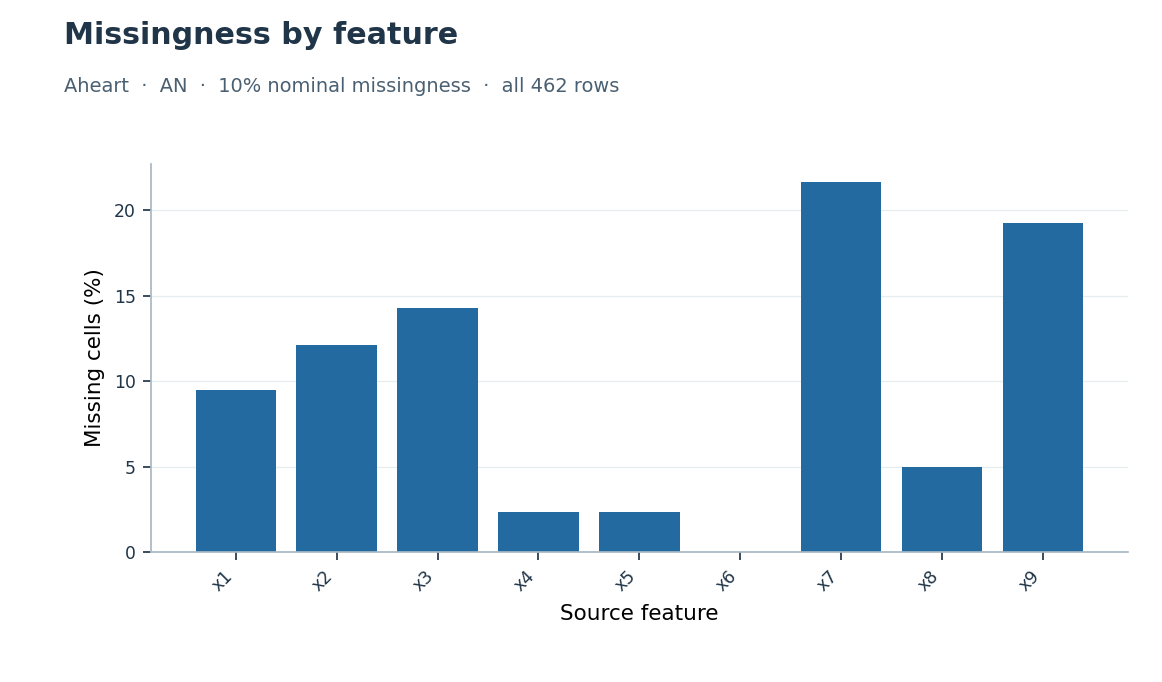 Missingness by feature
Aheart · AN · 10% nominal missingness · all 462 rows
Missing cells (%)
20
15
10
5
0
x1 x2 x3 x4 x5 x6 x7 x8 x9
Source feature